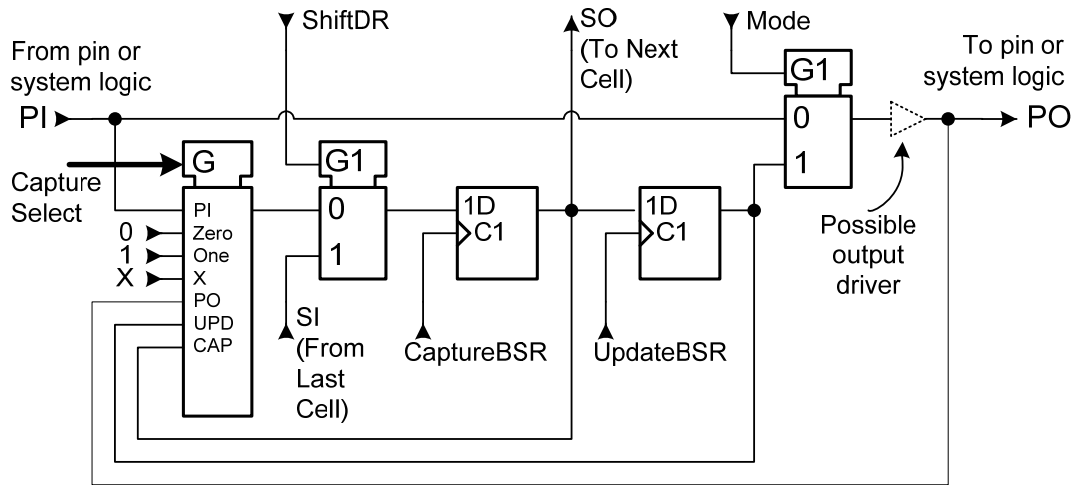 ShiftDR
SO
(To Next
Cell)
Mode
From pin or
system logic
PI
To pin or
system logic
PO
G1
0
1
G
G1
Capture
Select
PI
Zero
One
X
PO
UPD
CAP
0
1
X
0
1
1D
C1
1D
C1
SI
(From
Last
Cell)
CaptureBSR
UpdateBSR
Possible
output
driver